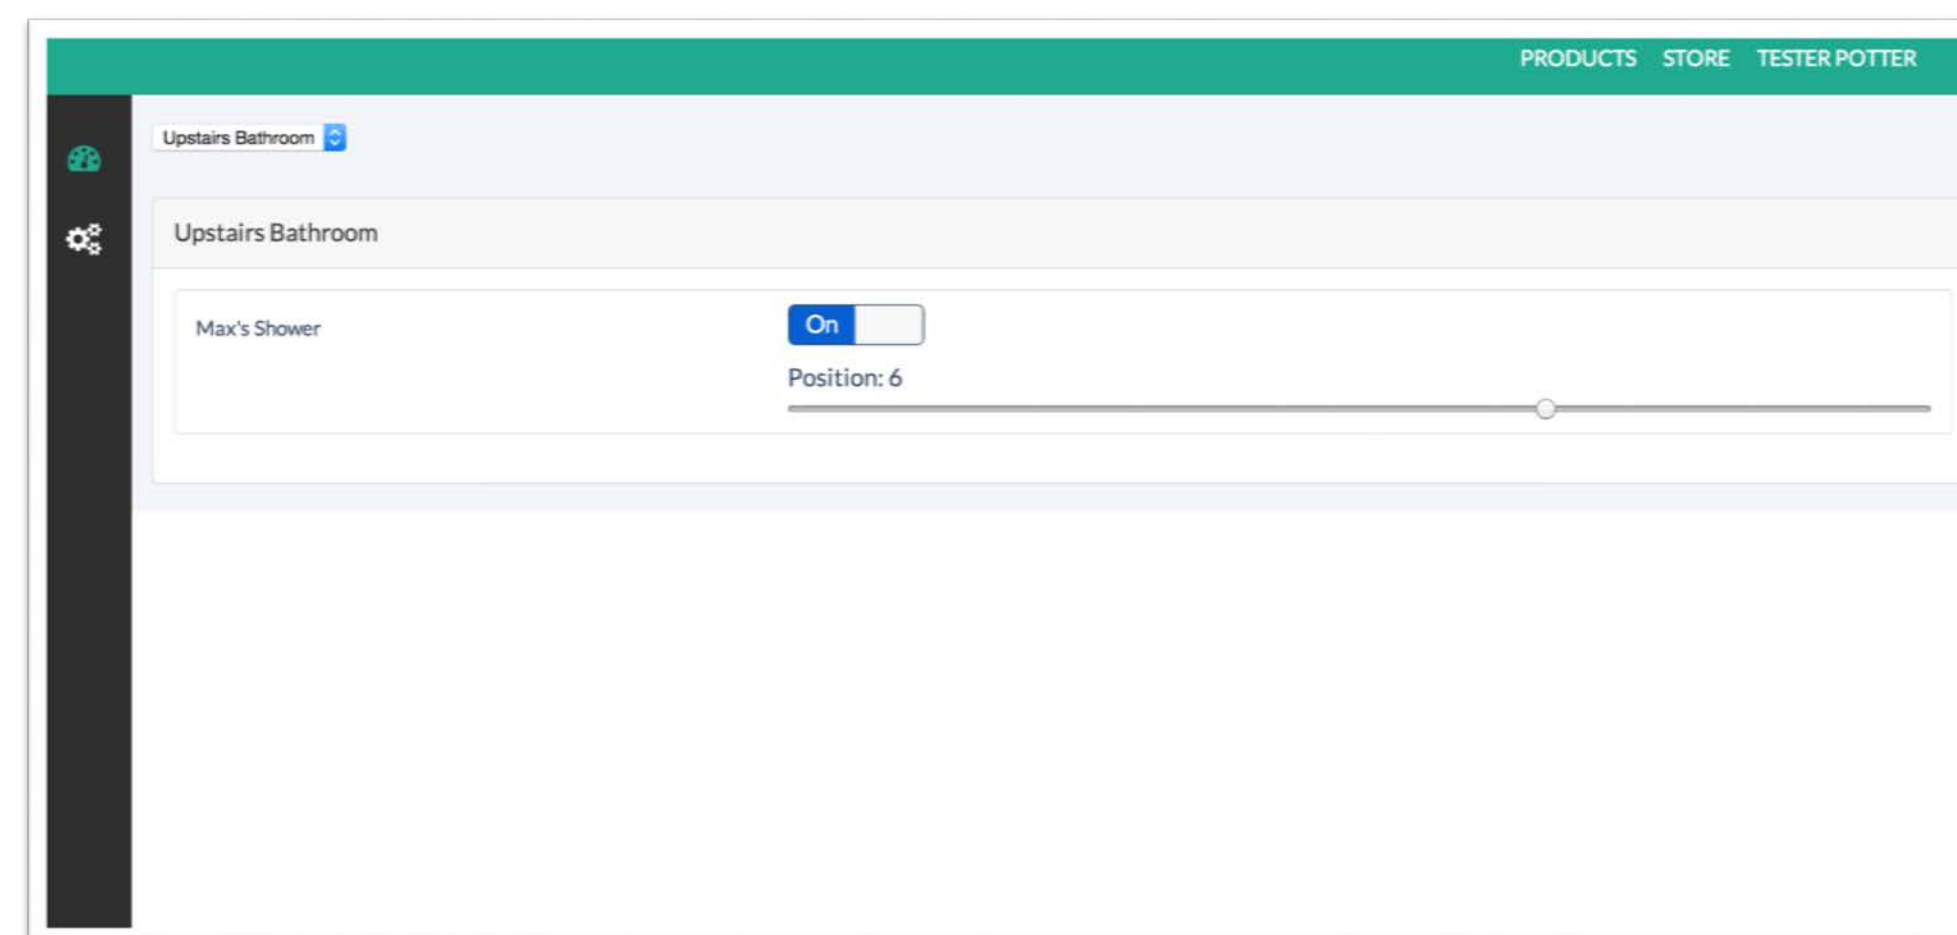 PRODUCTS STORE TESTER POTTER
Upstairs Bathroom
Upstairs Bathroom
Max's Shower
On
Position: 6